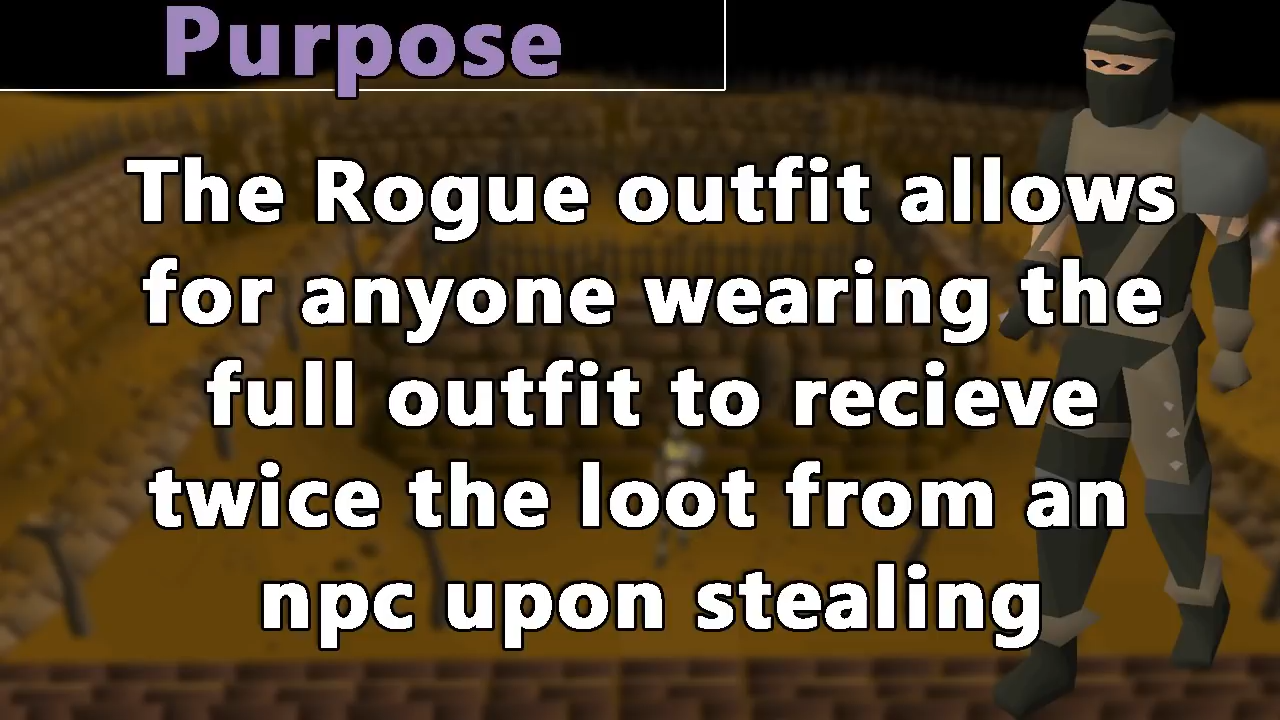 Purpose
The Rogue outfit allows
for anyone wearing the
full outfit to recieve
twice the loot from an
npc upon stealing